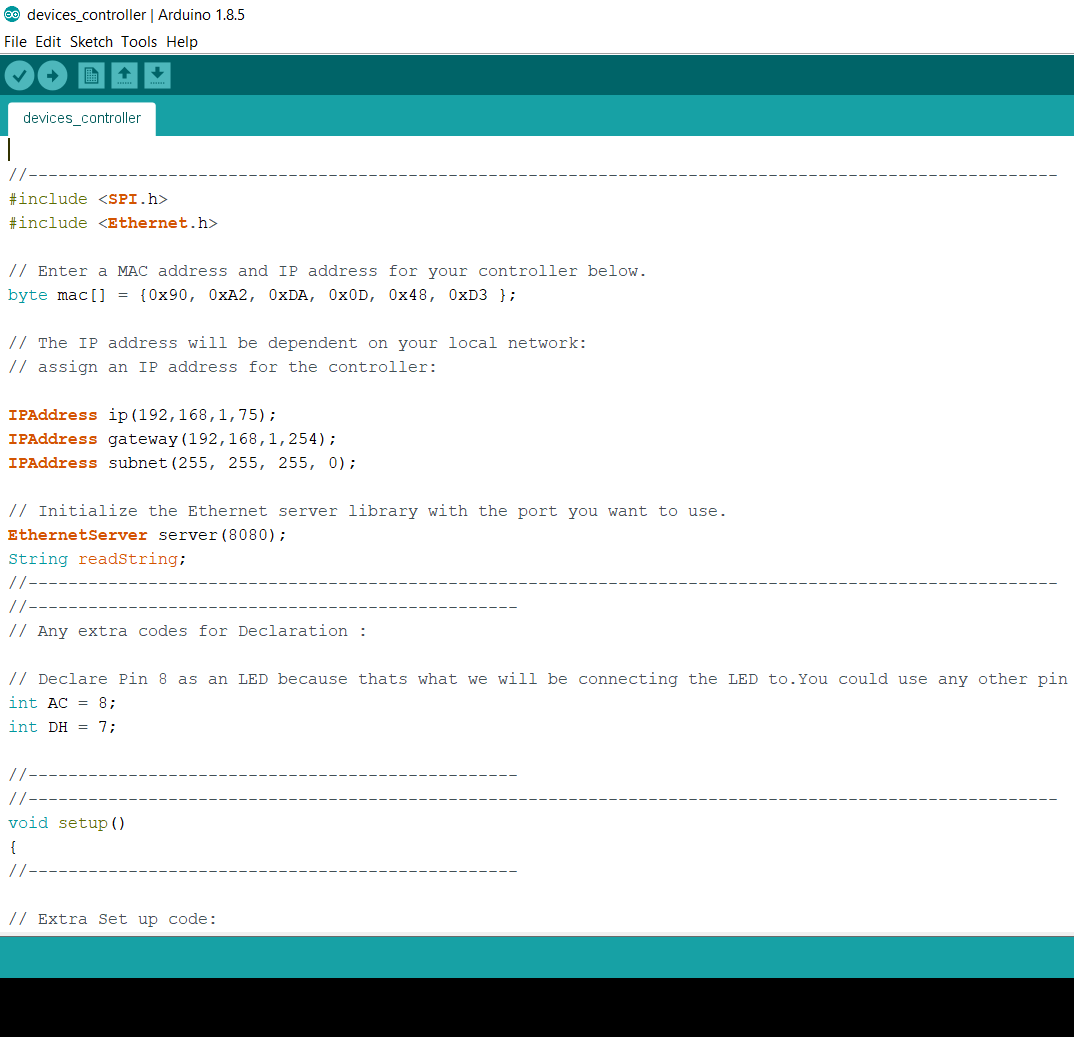 devices_controller | Arduino 1.8.5
File Edit Sketch Tools Help
devices_controller
//-------------------------------------------------------------------------------------------------------
#include <SPI.h>
#include <Ethernet.h>
// Enter a MAC address and IP address for your controller below.
byte mac[] = {0x90, 0xA2, 0xDA, 0x0D, 0x48, 0xD3 };
// The IP address will be dependent on your local network:
// assign an IP address for the controller:
IPAddress ip(192,168,1,75);
IPAddress gateway(192,168,1,254);
IPAddress subnet(255, 255, 255, 0);
// Initialize the Ethernet server library with the port you want to use.
EthernetServer server(8080);
String readString;
//-------------------------------------------------------------------------------------------------------
//-------------------------------------------------
// Any extra codes for Declaration :
// Declare Pin 8 as an LED because thats what we will be connecting the LED to.You could use any other pin
int AC = 8;
int DH = 7;
//-------------------------------------------------
//-------------------------------------------------------------------------------------------------------
void setup()
{
//-------------------------------------------------
// Extra Set up code: